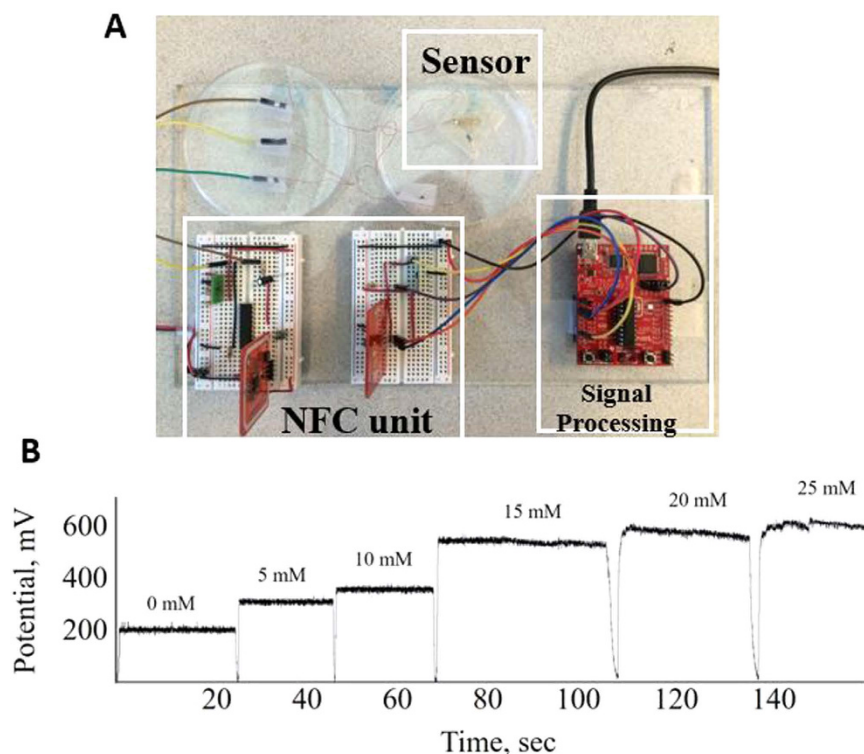 A
Sensor
NFC unit
Signal
Processing
B
Potential, mV
600
400
200
0 mM
5 mM
10 mM
15 mM
20 mM
25 mM
20 40 60 80 100 120 140
Time, sec